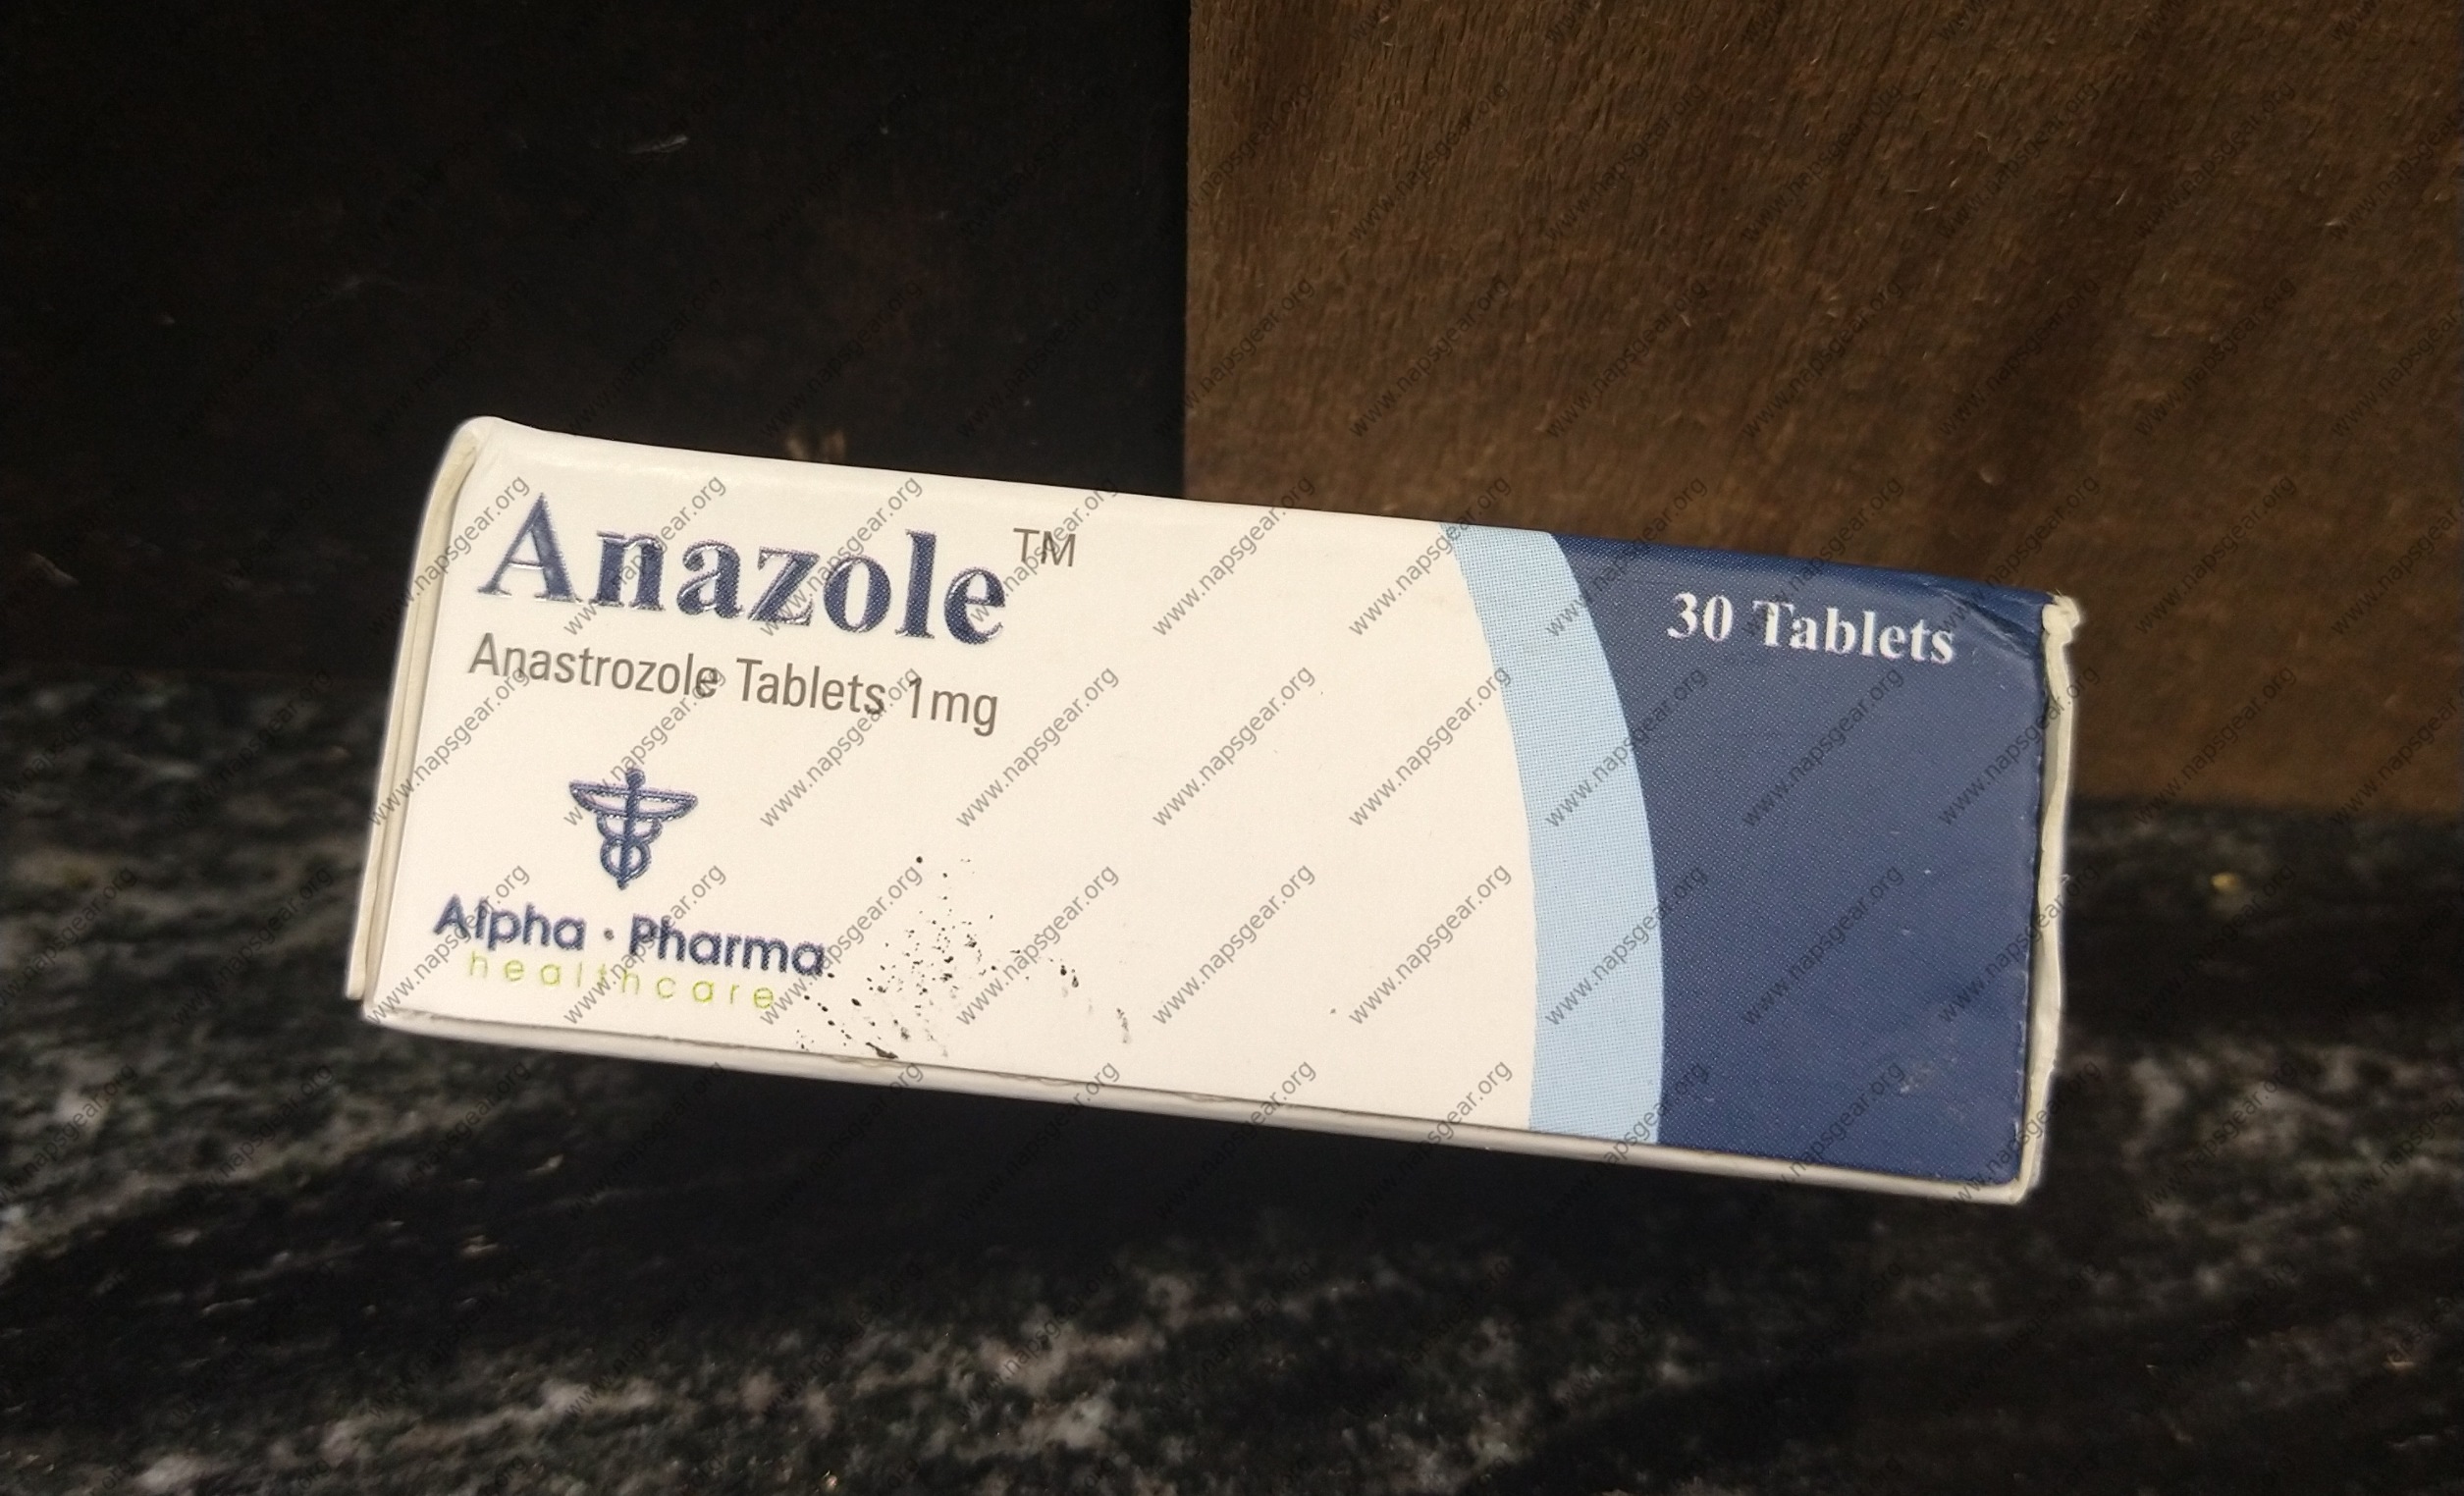 Anazole™
Anastrozole Tablets 1mg
30 Tablets
Alpha · Pharma
healthcare
www.napsgear.org